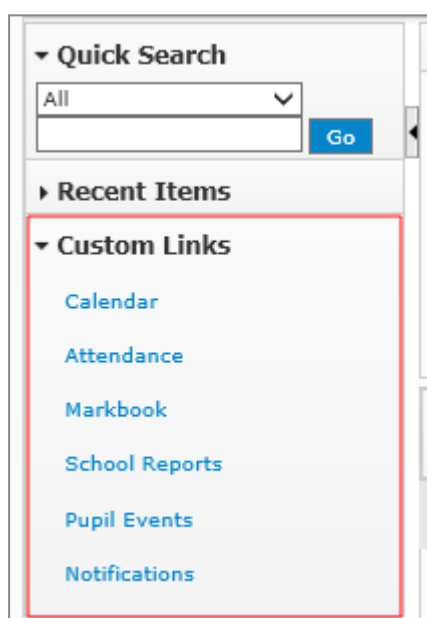 Quick Search
All
Go
Recent Items
Custom Links
Calendar
Attendance
Markbook
School Reports
Pupil Events
Notifications